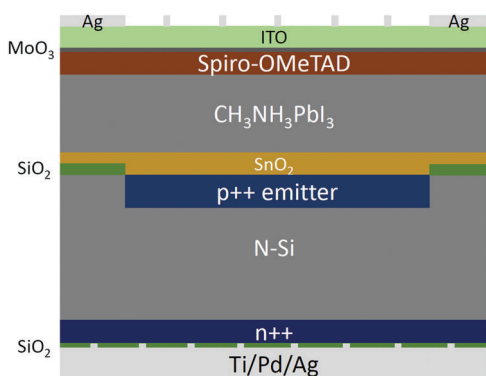 Ag Ag
ITO
MoO₃
Spiro-OMeTAD
CH₃NH₃PbI₃
SiO₂ SnO₂
p++ emitter
N-Si
n++
SiO₂
Ti/Pd/Ag